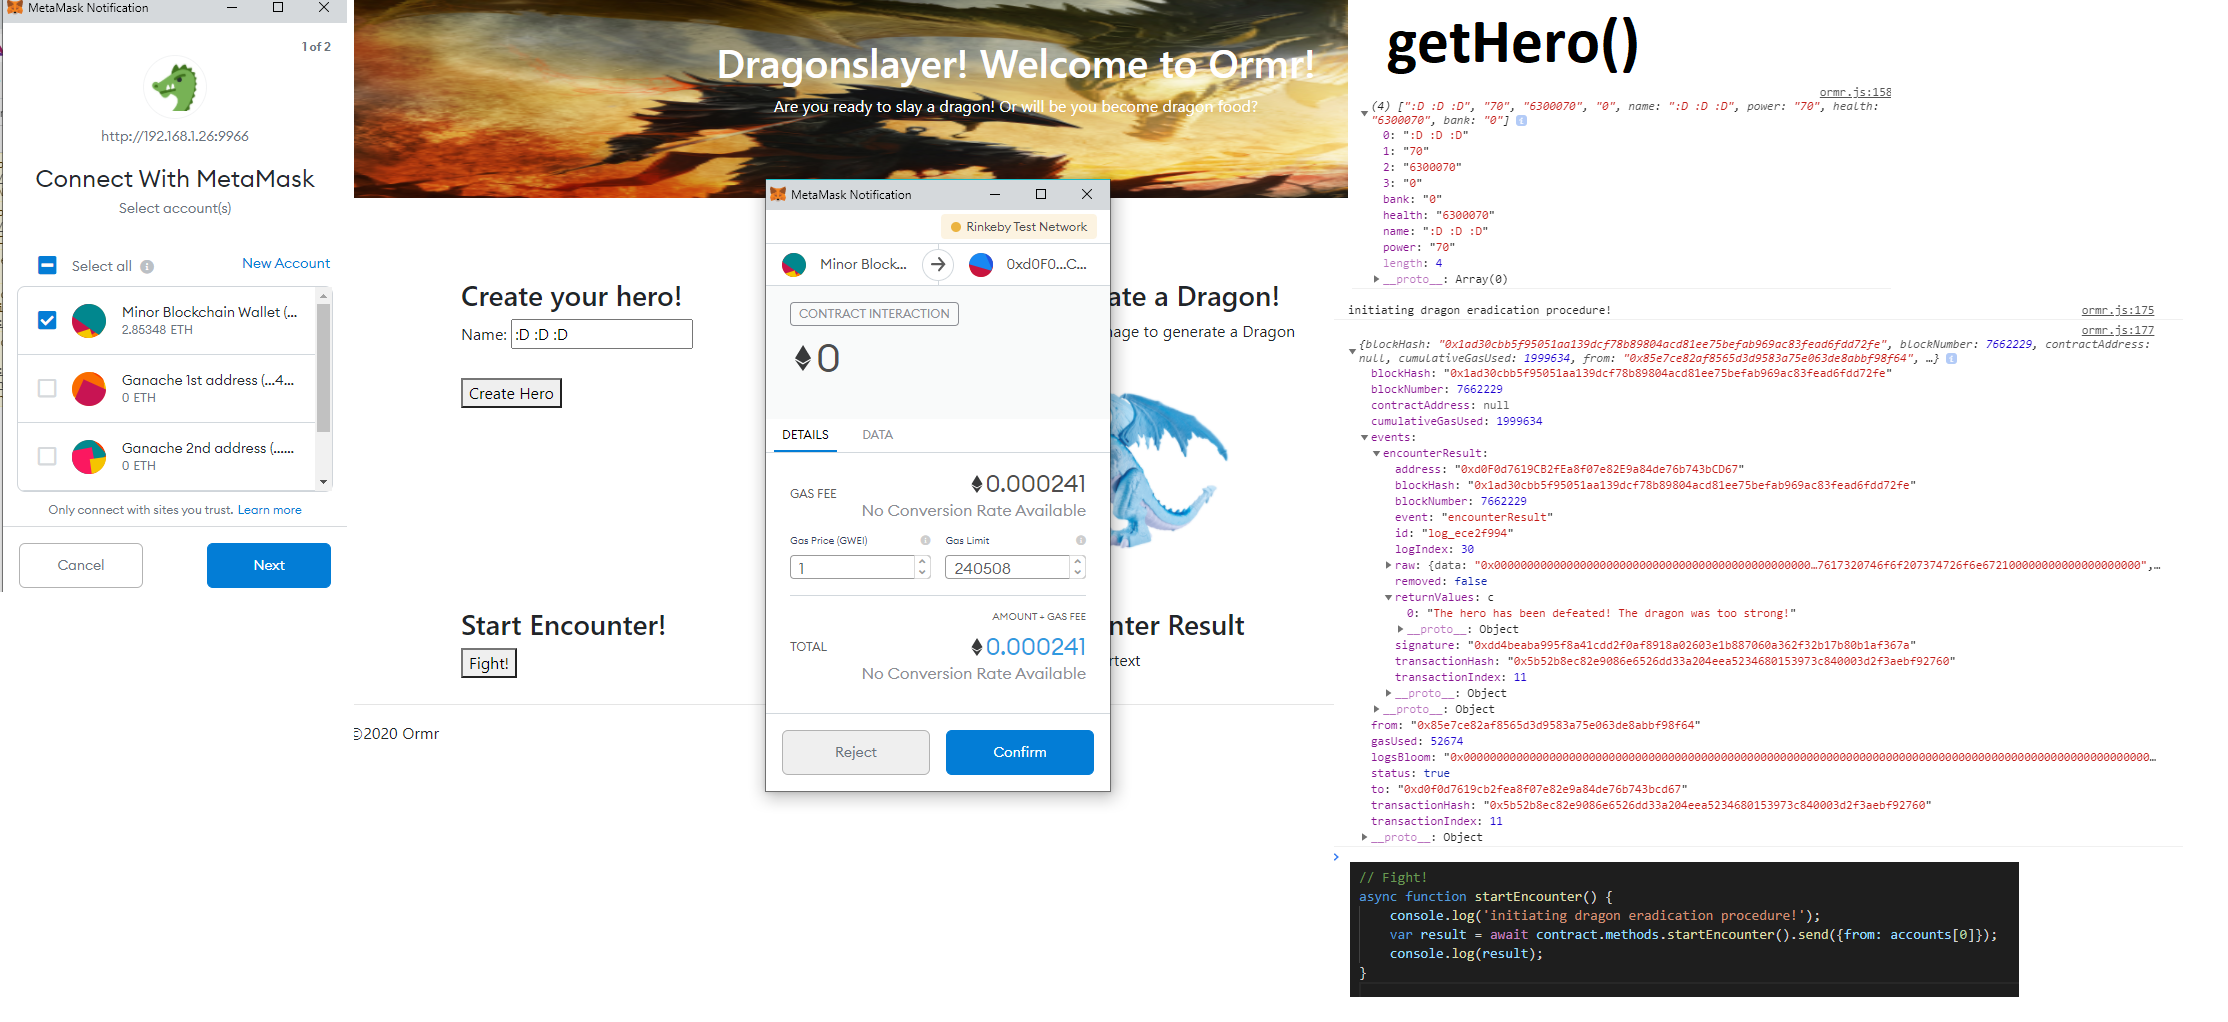 MetaMask Notification
1 of 2
http://192.168.1.26:9966
Connect With MetaMask
Select account(s)
Select all
New Account
Minor Blockchain Wallet (...
2.85348 ETH
Ganache 1st address (...4...
0 ETH
Ganache 2nd address (......
0 ETH
Only connect with sites you trust. Learn more
Cancel
Next
Dragonslayer! Welcome to Ormr!
Are you ready to slay a dragon! Or will be you become dragon food?
Create your hero!
Name: :D :D :D
Create Hero
Start Encounter!
Fight!
©2020 Ormr
MetaMask Notification
Rinkeby Test Network
Minor Block...
0xd0F0...C...
CONTRACT INTERACTION
0
DETAILS
DATA
GAS FEE
0.000241
No Conversion Rate Available
Gas Price (GWEI)
Gas Limit
1
240508
AMOUNT + GAS FEE
TOTAL
0.000241
No Conversion Rate Available
Reject
Confirm
ate a Dragon!
nage to generate a Dragon
nter Result
rtext
getHero()
ormr.js:158
(4) [":D :D :D", "70", "6300070", "0", name: ":D :D :D", power: "70", health:
"6300070", bank: "0"]
0: ":D :D :D"
1: "70"
2: "6300070"
3: "0"
bank: "0"
health: "6300070"
name: ":D :D :D"
power: "70"
length: 4
__proto__: Array(0)
initiating dragon eradication procedure!
ormr.js:175
ormr.js:177
{blockHash: "0x1ad30cbb5f95051aa139dcf78b89804acd81ee75befab969ac83fead6fdd72fe", blockNumber: 7662229, contractAddress:
null, cumulativeGasUsed: 1999634, from: "0x85e7ce82af8565d3d9583a75e063de8abbf98f64", …}
blockHash: "0x1ad30cbb5f95051aa139dcf78b89804acd81ee75befab969ac83fead6fdd72fe"
blockNumber: 7662229
contractAddress: null
cumulativeGasUsed: 1999634
events:
encounterResult:
address: "0xd0F0d7619CB2fEa8f07e82E9a84de76b743bCD67"
blockHash: "0x1ad30cbb5f95051aa139dcf78b89804acd81ee75befab969ac83fead6fdd72fe"
blockNumber: 7662229
event: "encounterResult"
id: "log_ece2f994"
logIndex: 30
raw: {data: "0x000000000000000000000000000000000000000000000000…7617320746f6f207374726f6e6721000000000000000000000",…
removed: false
returnValues: c
0: "The hero has been defeated! The dragon was too strong!"
__proto__: Object
signature: "0xdd4beaba995f8a41cdd2f0af8918a02603e1b887060a362f32b17b80b1af367a"
transactionHash: "0x5b52b8ec82e9086e6526dd33a204eea5234680153973c840003d2f3aebf92760"
transactionIndex: 11
__proto__: Object
__proto__: Object
from: "0x85e7ce82af8565d3d9583a75e063de8abbf98f64"
gasUsed: 52674
logsBloom: "0x00000000000000000000000000000000000000000000000000000000000000000000000000000000000000000000000000000000…
status: true
to: "0xd0f0d7619cb2fea8f07e82e9a84de76b743bcd67"
transactionHash: "0x5b52b8ec82e9086e6526dd33a204eea5234680153973c840003d2f3aebf92760"
transactionIndex: 11
__proto__: Object
// Fight!
async function startEncounter() {
console.log('initiating dragon eradication procedure!');
var result = await contract.methods.startEncounter().send({from: accounts[0]});
console.log(result);
}